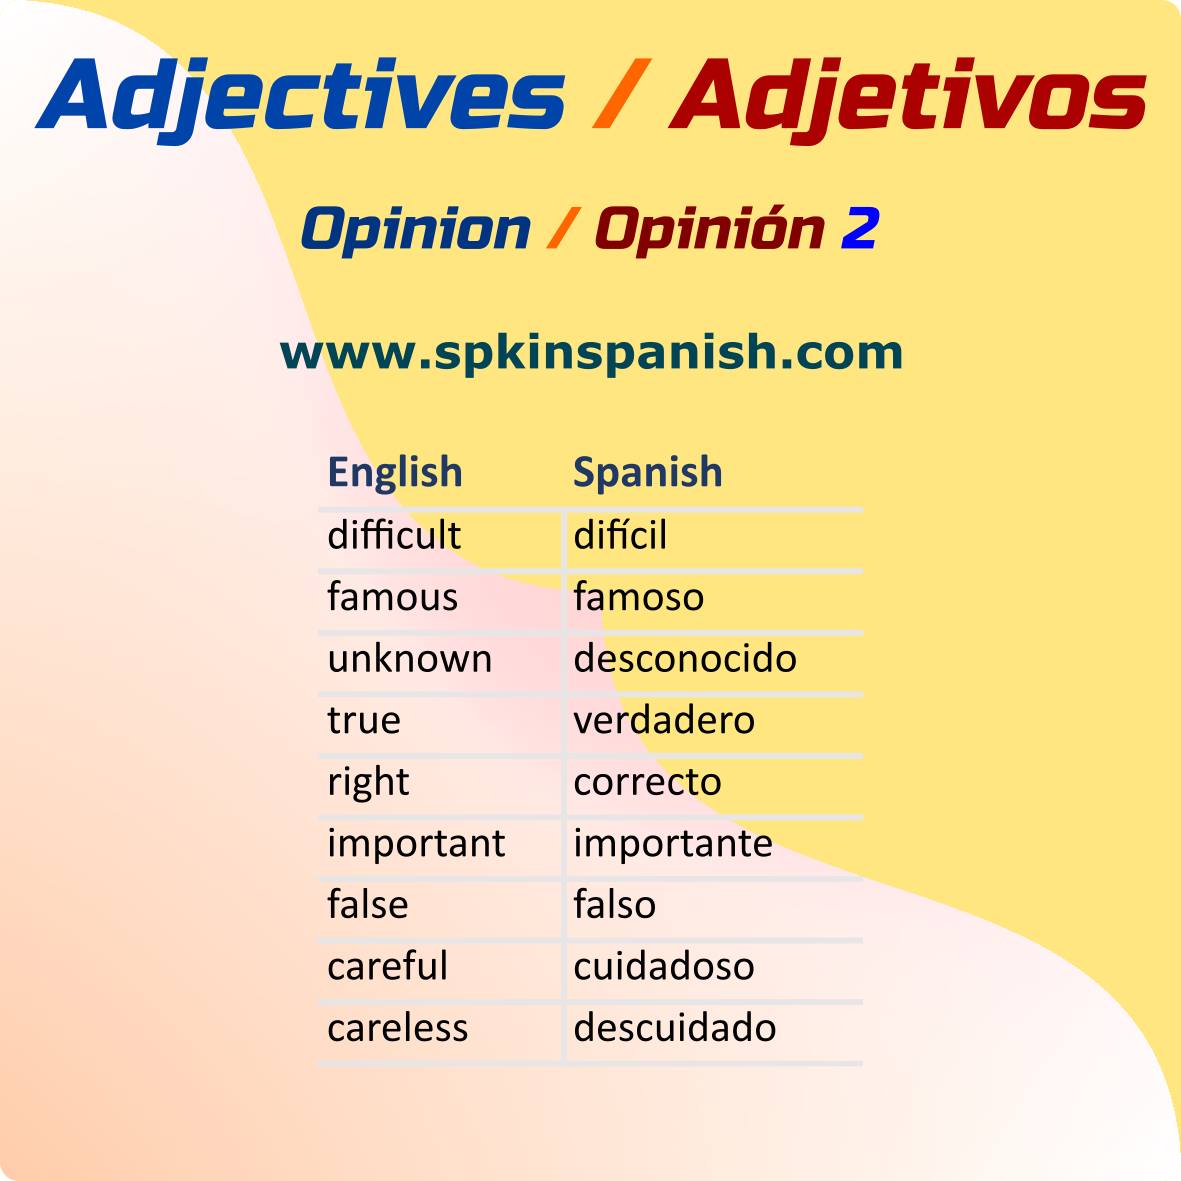 Adjectives / Adjetivos
Opinion / Opinión 2
www.spkinspanish.com
English Spanish
difficult difícil
famous famoso
unknown desconocido
true verdadero
right correcto
important importante
false falso
careful cuidadoso
careless descuidado